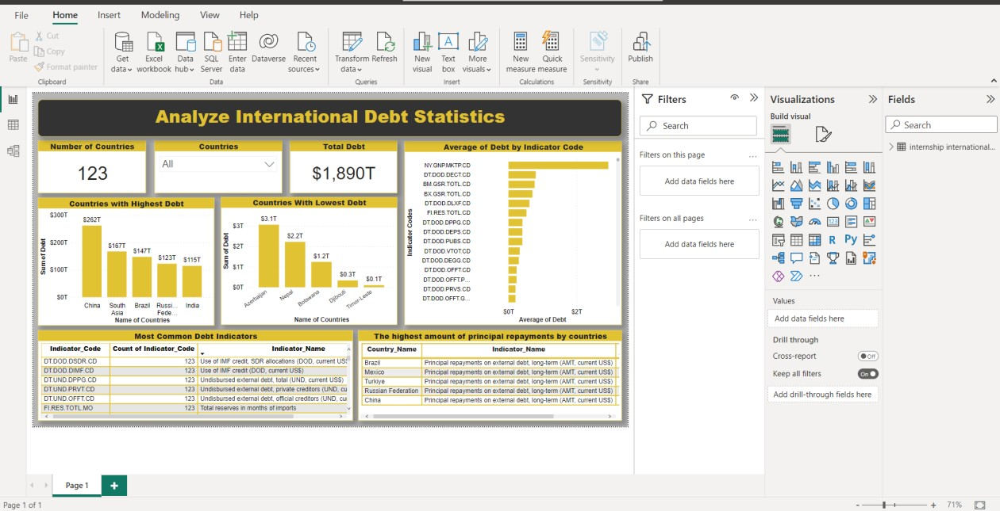 File Home Insert Modeling View Help
Paste
Cut
Copy
Format painter
Clipboard
Get data
Excel workbook
Data hub
SQL Server
Enter data
Dataverse
Recent sources
Data
Transform data
Refresh
Queries
New visual
Text box
More visuals
Insert
New measure
Quick measure
Calculations
Sensitivity
Sensitivity
Publish
Share
Analyze International Debt Statistics
Number of Countries
123
Countries
All
Total Debt
$1,890T
Average of Debt by Indicator Code
Indicator Codes
NY.GNP.MKTP.CD
DT.DOD.DECT.CD
BM.GSR.TOTL.CD
BX.GSR.TOTL.CD
DT.DOD.DLXF.CD
FI.RES.TOTL.CD
DT.DOD.DPPG.CD
DT.DOD.DEPS.CD
DT.DOD.PUBS.CD
DT.DOD.VTOT.CD
DT.DOD.DEGG.CD
DT.DOD.OFFT.CD
DT.DOD.OFFT.P...
DT.DOD.PRVS.CD
DT.DOD.OFFT.G...
$0T $2T
Average of Debt
Countries with Highest Debt
Sum of Debt
$300T
$200T
$100T
$0T
$262T
$167T
$147T
$123T
$115T
China South Asia Brazil Russi... Fede... India
Name of Countries
Countries With Lowest Debt
Sum of Debt
$3T
$2T
$1T
$0T
$3.1T
$2.2T
$1.2T
$0.3T
$0.1T
Azerbaijan Nepal Botswana Djibouti Timor-Leste
Name of Countries
Most Common Debt Indicators
Indicator_Code Count of Indicator_Code Indicator_Name
DT.DOD.DSDR.CD 123 Use of IMF credit, SDR allocations (DOD, current US$
DT.DOD.DIMF.CD 123 Use of IMF credit (DOD, current US$)
DT.UND.DPPG.CD 123 Undisbursed external debt, total (UND, current US$)
DT.UND.PRVT.CD 123 Undisbursed external debt, private creditors (UND, cu
DT.UND.OFFT.CD 123 Undisbursed external debt, official creditors (UND, cu
FI.RES.TOTL.MO 123 Total reserves in months of imports
The highest amount of principal repayments by countries
Country_Name Indicator_Name
Brazil Principal repayments on external debt, long-term (AMT, current US$)
Mexico Principal repayments on external debt, long-term (AMT, current US$)
Turkiye Principal repayments on external debt, long-term (AMT, current US$)
Russian Federation Principal repayments on external debt, long-term (AMT, current US$)
China Principal repayments on external debt, long-term (AMT, current US$)
Filters
Search
Filters on this page ...
Add data fields here
Filters on all pages ...
Add data fields here
Visualizations
Build visual
123
R
Py
...
Values
Add data fields here
Drill through
Cross-report Off
Keep all filters On
Add drill-through fields here
Fields
Search
internship international...
Page 1
Page 1 of 1
71%